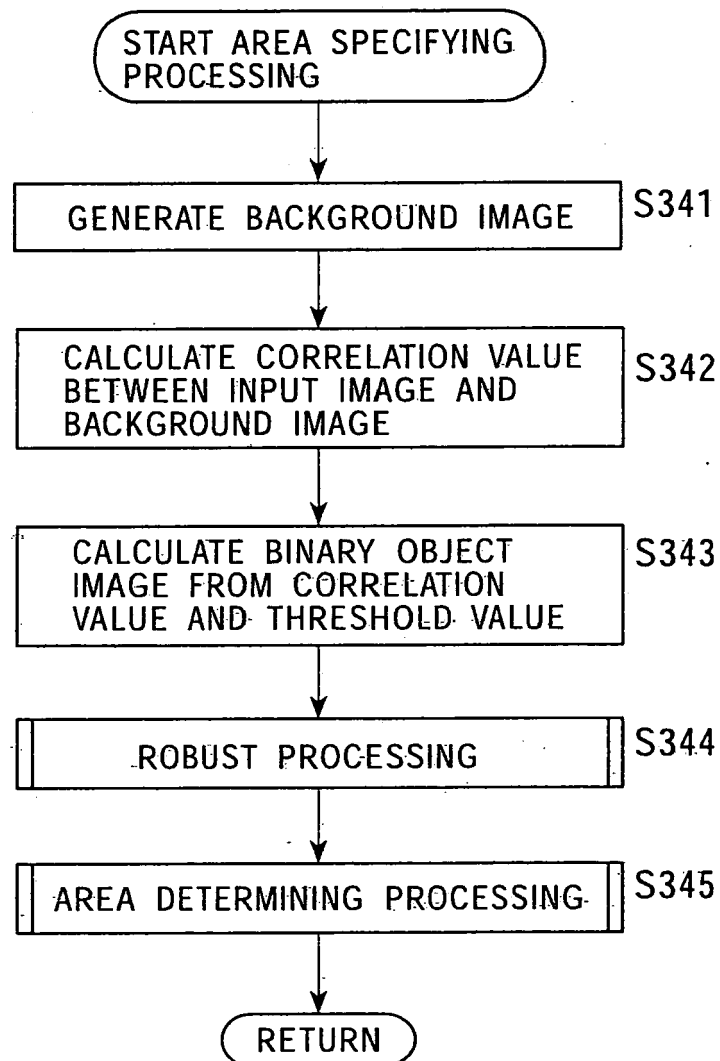 START AREA SPECIFYING
PROCESSING
GENERATE BACKGROUND IMAGE
S341
CALCULATE CORRELATION VALUE
BETWEEN INPUT IMAGE AND
BACKGROUND IMAGE
S342
CALCULATE BINARY OBJECT
IMAGE FROM CORRELATION
VALUE AND THRESHOLD VALUE
S343
ROBUST PROCESSING
S344
AREA DETERMINING PROCESSING
S345
RETURN